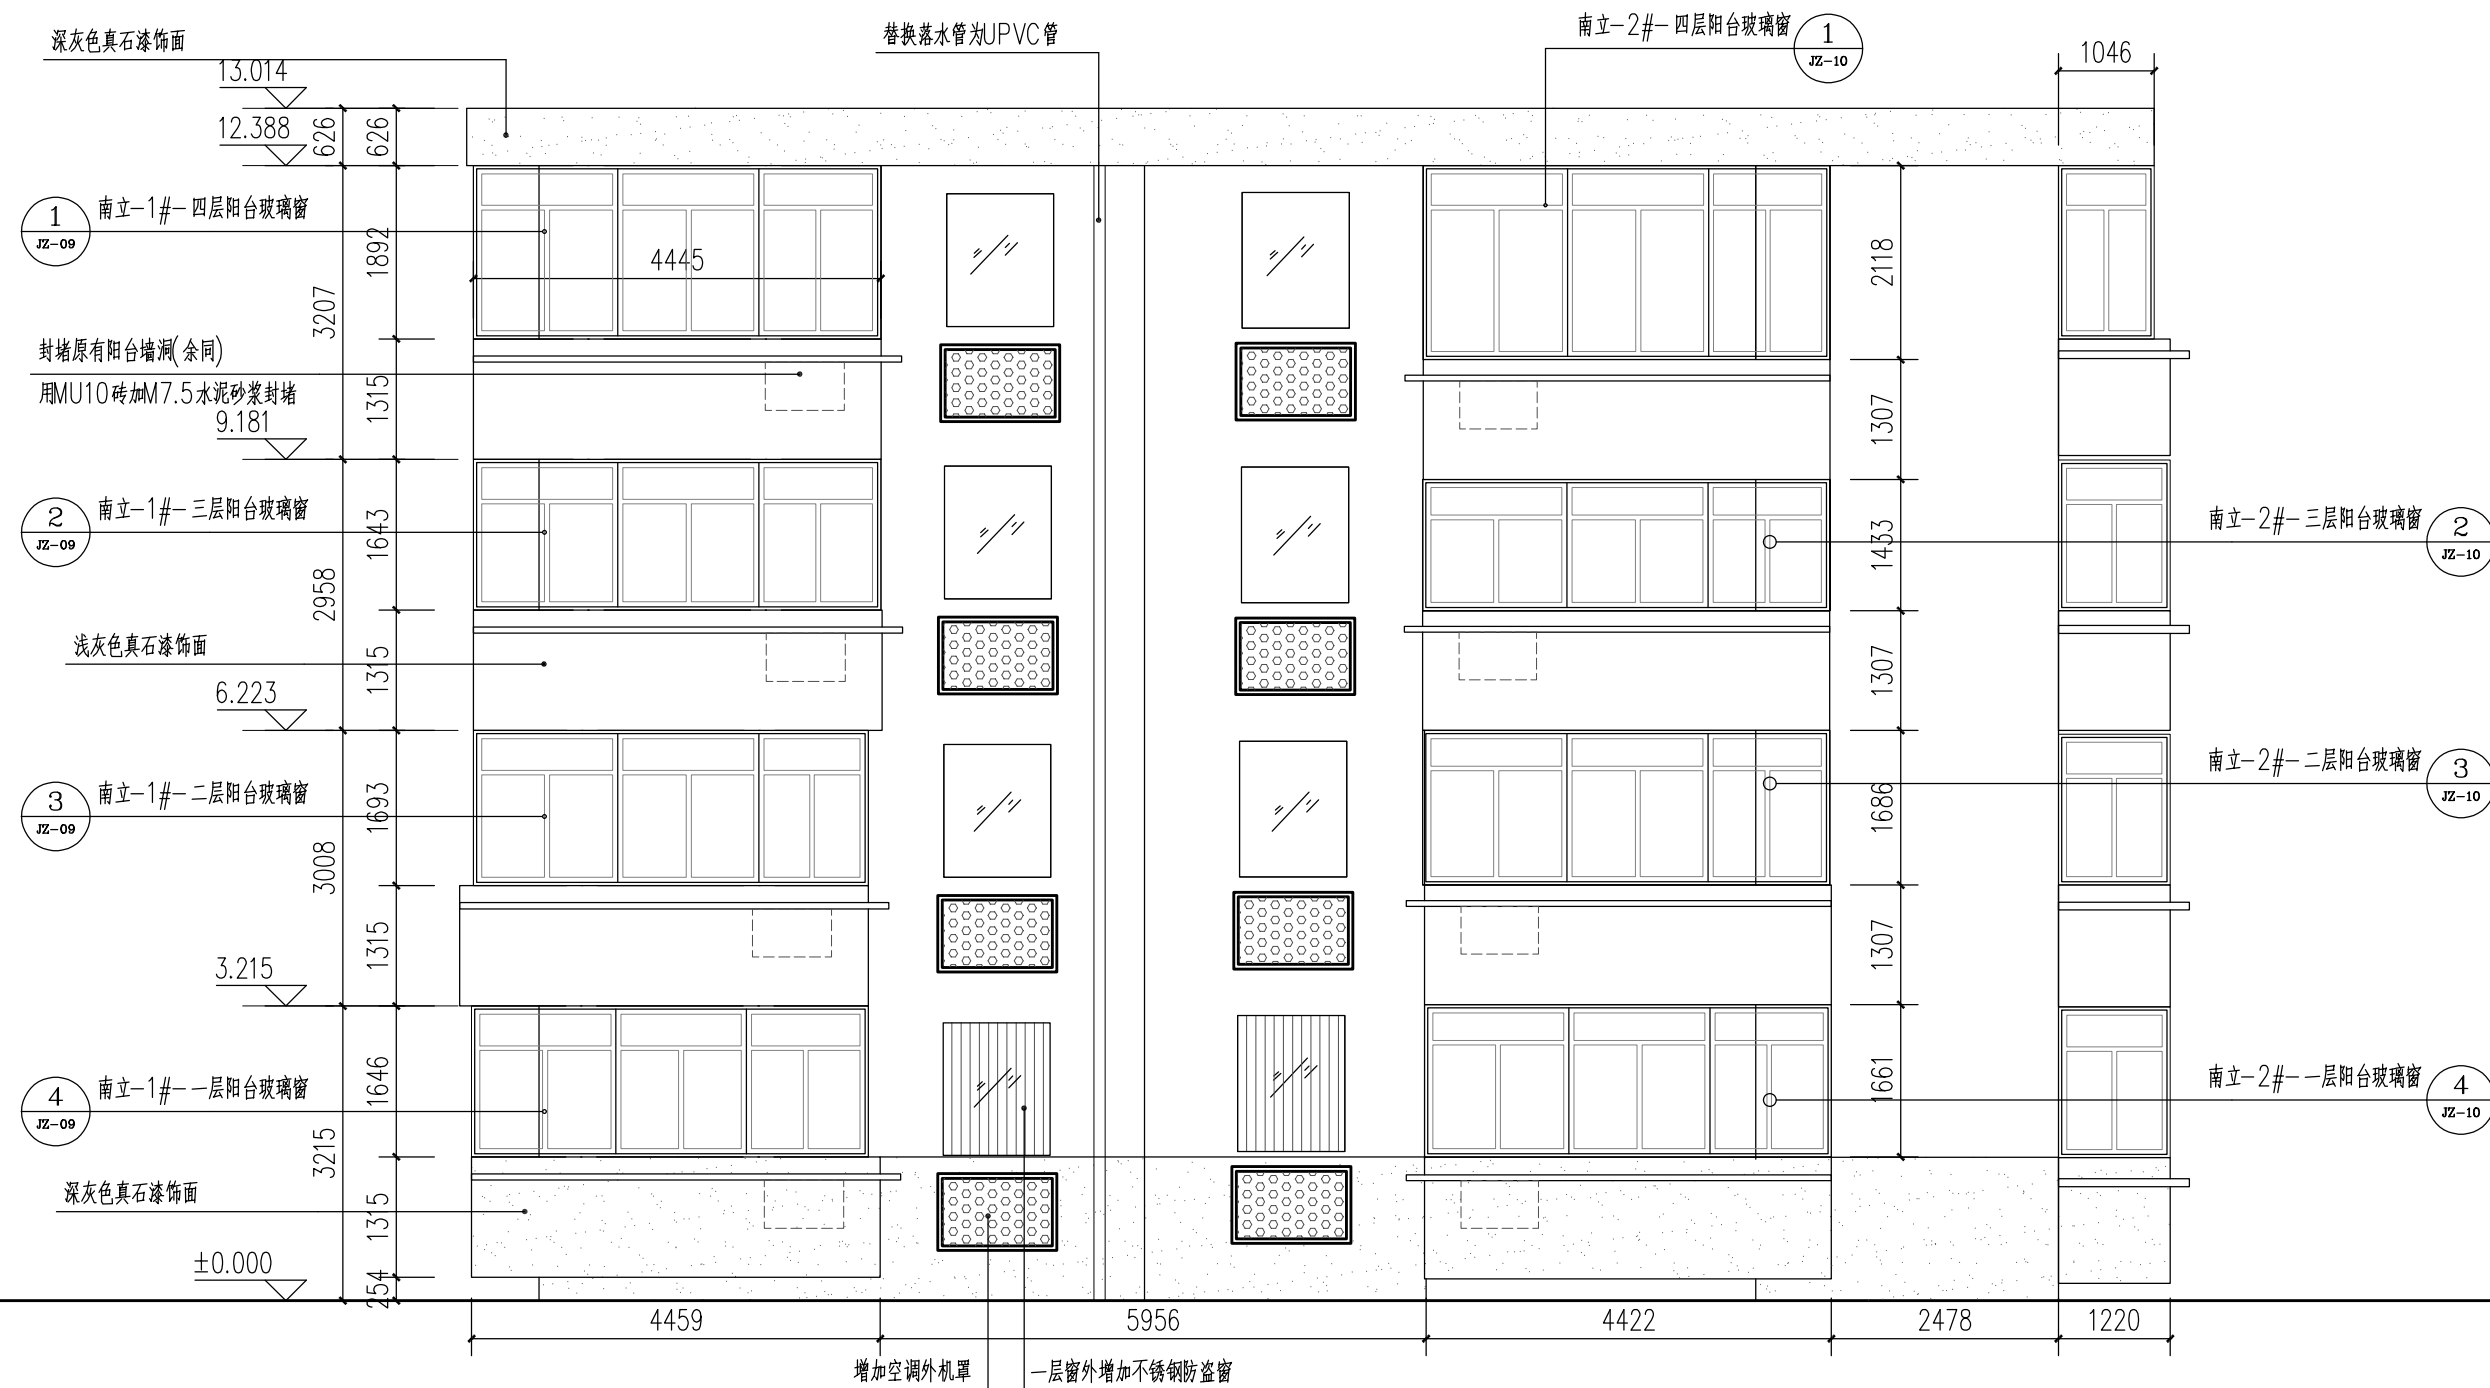 深灰色真石漆饰面
替换落水管为UPVC管
南立-2#-四层阳台玻璃窗
1
JZ-10
1046
13.014
12.388
626
626
1
JZ-09
南立-1#-四层阳台玻璃窗
1892
4445
2118
3207
封堵原有阳台墙洞(余同)
用MU10砖加M7.5水泥砂浆封堵
1315
1307
9.181
2
JZ-09
南立-1#-三层阳台玻璃窗
1643
1433
南立-2#-三层阳台玻璃窗
2
JZ-10
2958
浅灰色真石漆饰面
1315
1307
6.223
3
JZ-09
南立-1#-二层阳台玻璃窗
1693
1686
南立-2#-二层阳台玻璃窗
3
JZ-10
3008
1315
1307
3.215
4
JZ-09
南立-1#-一层阳台玻璃窗
1646
1661
南立-2#-一层阳台玻璃窗
4
JZ-10
3215
深灰色真石漆饰面
1315
±0.000
254
4459
5956
4422
2478
1220
增加空调外机罩
一层窗外增加不锈钢防盗窗